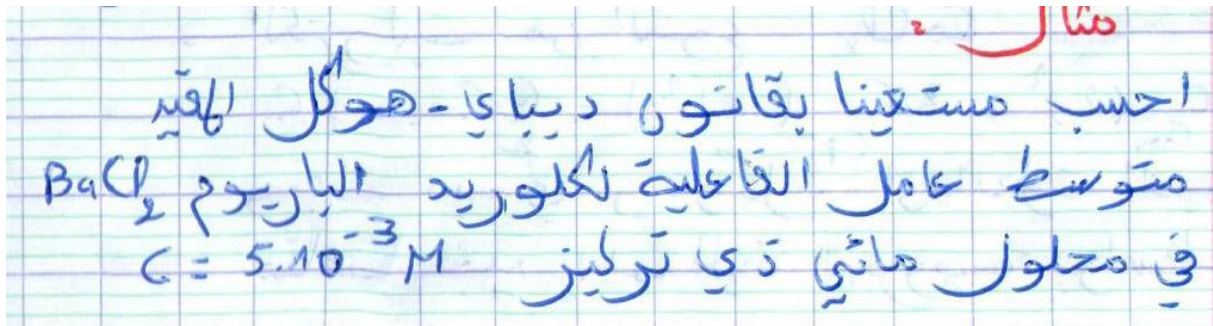 مثال :
احسب مستعينا بقانون ديباي - هوكل المقيد
متوسط عامل الفاعلية لكلوريد الباريوم BaCl₂
في محلول مائي ذي تركيز C = 5.10⁻³ M